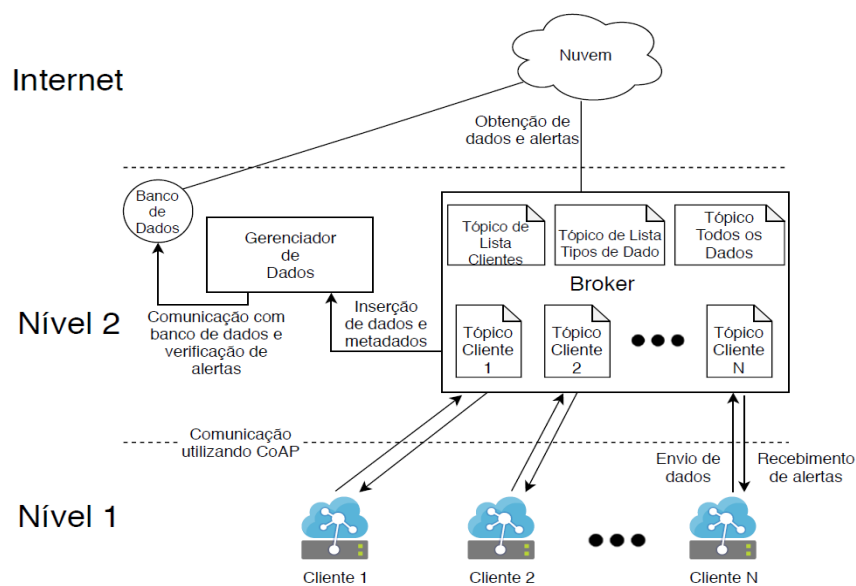 Nuvem
Internet
Obtenção de
dados e alertas
Banco
de
Dados
Gerenciador
de
Dados
Tópico de
Lista
Clientes
Tópico de Lista
Tipos de Dado
Tópico
Todos os
Dados
Broker
Nível 2
Comunicação com
banco de dados e
verificação de
alertas
Inserção
de dados e
metadados
Tópico
Cliente
1
Tópico
Cliente
2
Tópico
Cliente
N
Comunicação
utilizando CoAP
Envio de
dados
Recebimento
de alertas
Nível 1
Cliente 1
Cliente 2
Cliente N